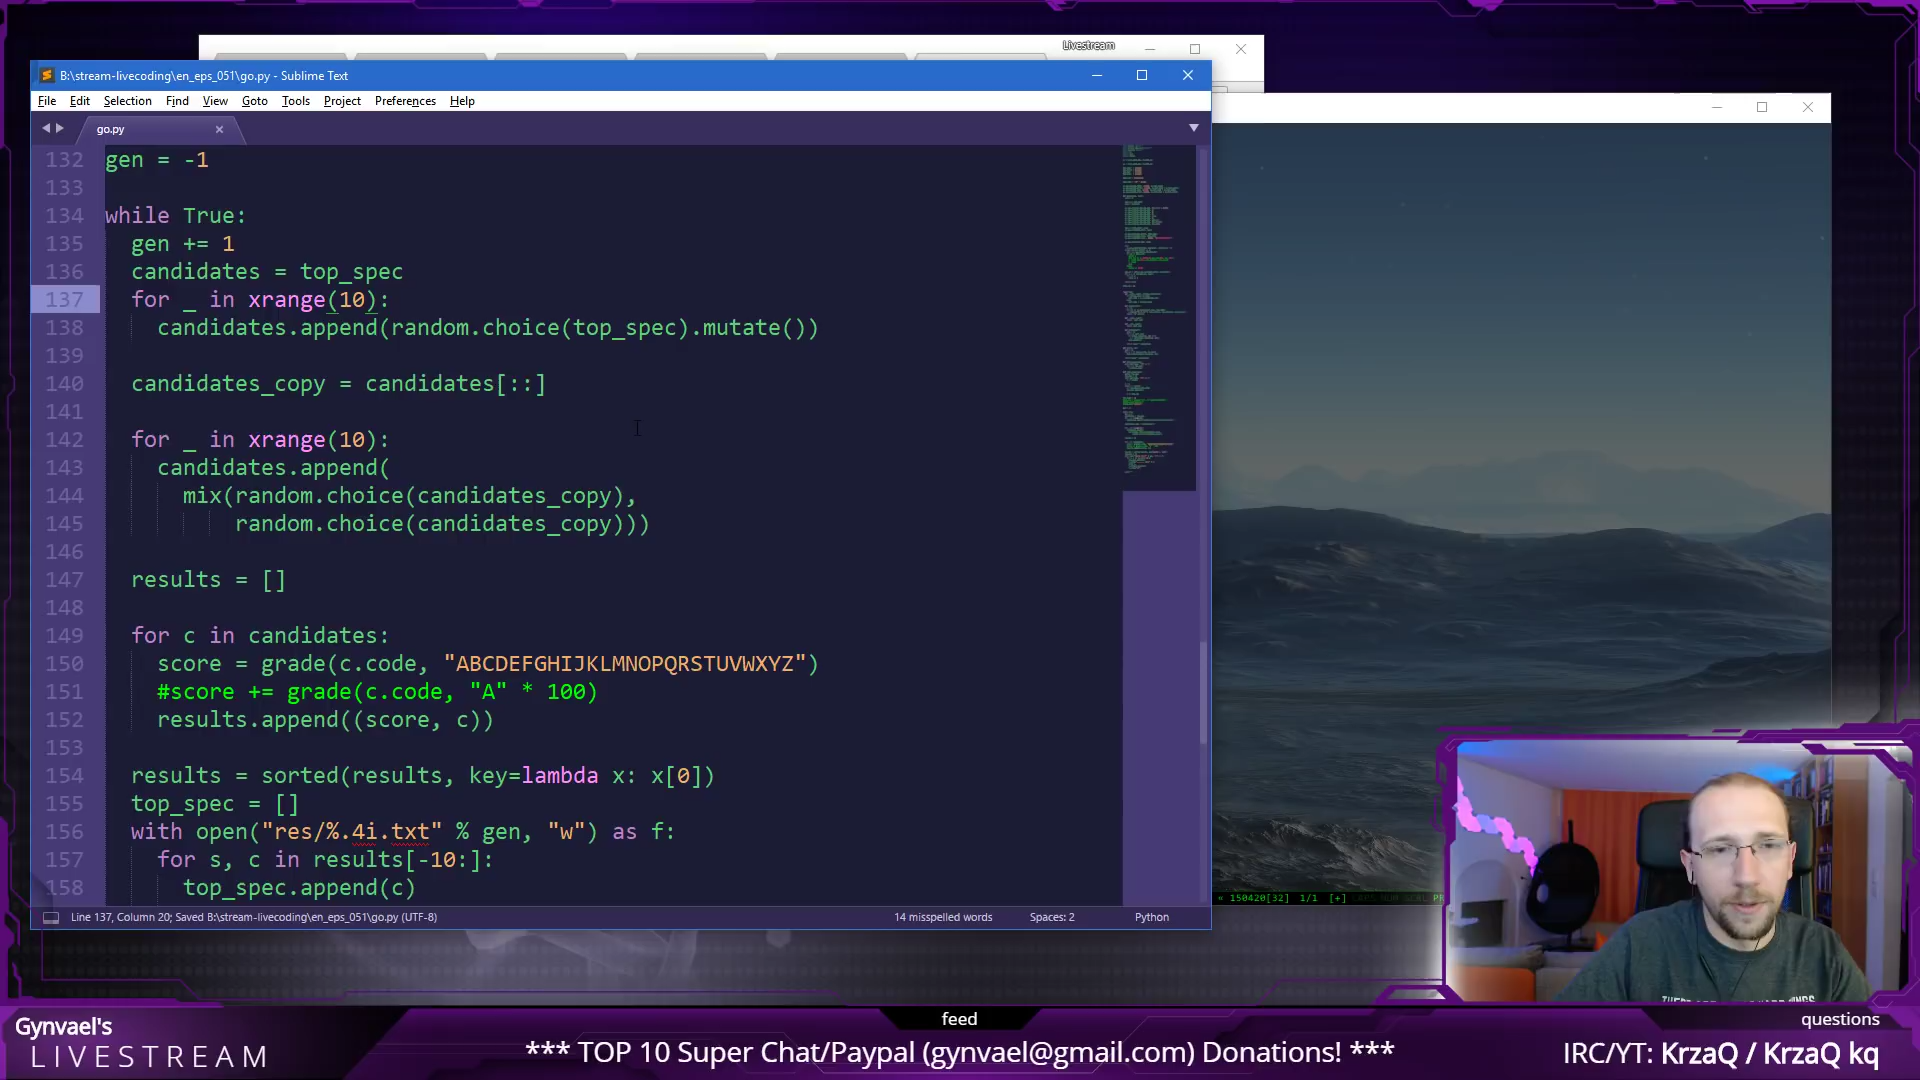 Livestream
B:\stream-livecoding\en_eps_051\go.py - Sublime Text
File Edit Selection Find View Goto Tools Project Preferences Help
go.py
132 gen = -1
133
134 while True:
135 gen += 1
136 candidates = top_spec
137 for _ in xrange(10):
138 candidates.append(random.choice(top_spec).mutate())
139
140 candidates_copy = candidates[::]
141
142 for _ in xrange(10):
143 candidates.append(
144 mix(random.choice(candidates_copy),
145 random.choice(candidates_copy)))
146
147 results = []
148
149 for c in candidates:
150 score = grade(c.code, "ABCDEFGHIJKLMNOPQRSTUVWXYZ")
151 #score += grade(c.code, "A" * 100)
152 results.append((score, c))
153
154 results = sorted(results, key=lambda x: x[0])
155 top_spec = []
156 with open("res/%.4i.txt" % gen, "w") as f:
157 for s, c in results[-10:]:
158 top_spec.append(c)
Line 137, Column 20; Saved B:\stream-livecoding\en_eps_051\go.py (UTF-8) 14 misspelled words Spaces: 2 Python
« 150420[32] 1/1 [+] CAPS NUM SCRL
Gynvael's
LIVESTREAM
feed
*** TOP 10 Super Chat/Paypal (gynvael@gmail.com) Donations! ***
questions
IRC/YT: KrzaQ / KrzaQ kq